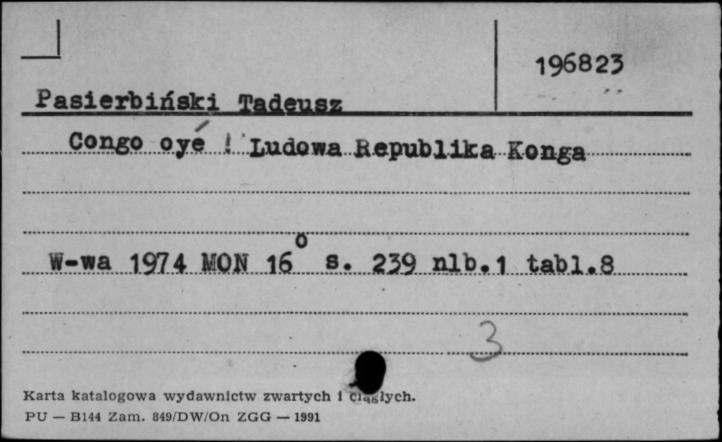 196823
Pasierbiński Tadeusz
Congo oyé ! Ludowa Republika Konga
W-wa 1974 MON 16° s. 239 nlb.1 tabl.8
3
Karta katalogowa wydawnictw zwartych i ciągłych.
PU — B144 Zam. 849/DW/On ZGG — 1991